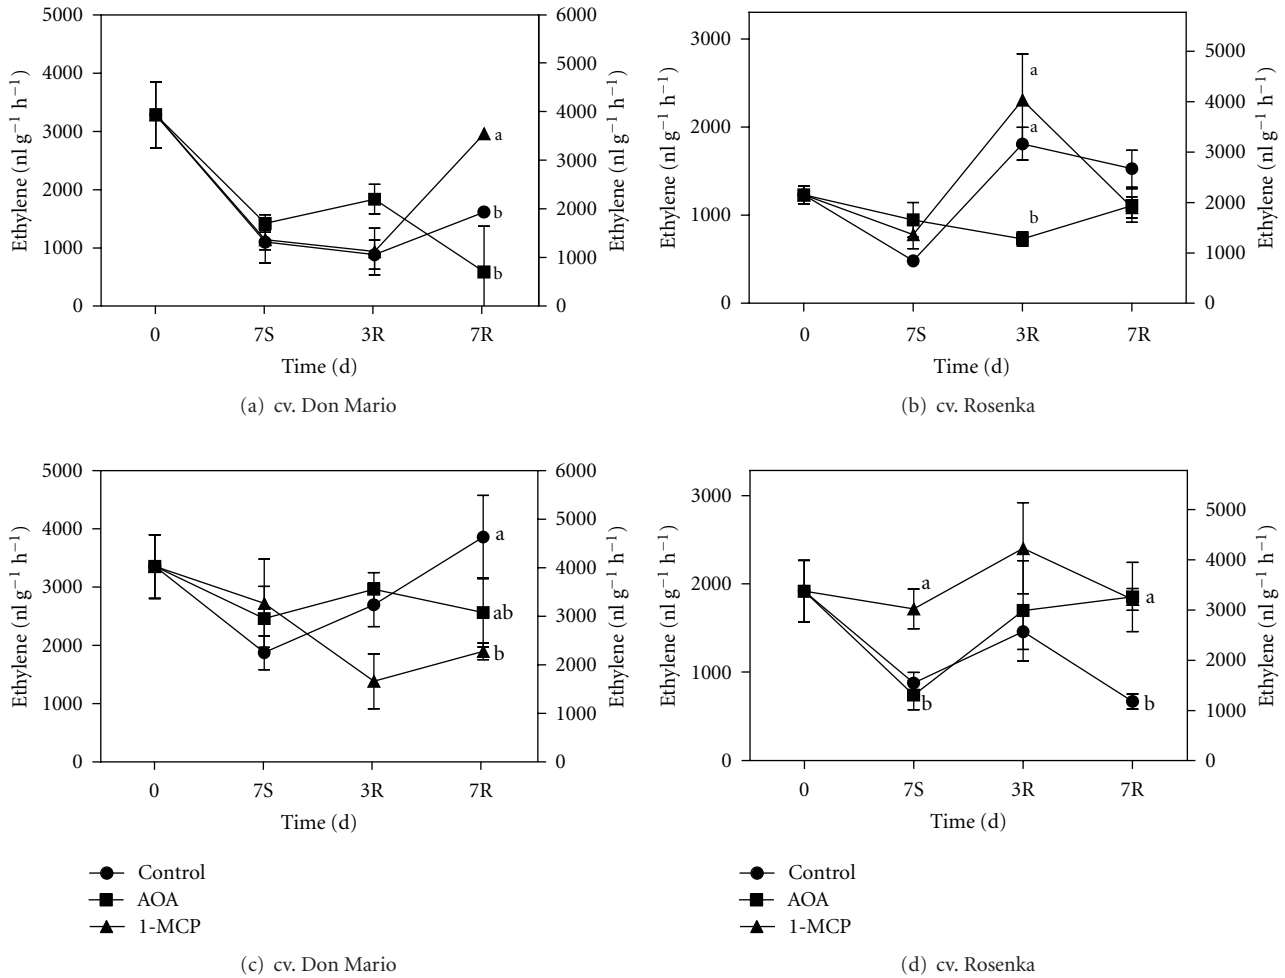 5000
4000
3000
2000
1000
0
Ethylene (nl g−1 h−1)
6000
5000
4000
3000
2000
1000
0
Ethylene (nl g−1 h−1)
a
b
b
0 7S 3R 7R
Time (d)
(a) cv. Don Mario
3000
2000
1000
0
Ethylene (nl g−1 h−1)
5000
4000
3000
2000
1000
0
Ethylene (nl g−1 h−1)
a
a
b
0 7S 3R 7R
Time (d)
(b) cv. Rosenka
5000
4000
3000
2000
1000
0
Ethylene (nl g−1 h−1)
6000
5000
4000
3000
2000
1000
0
Ethylene (nl g−1 h−1)
a
ab
b
0 7S 3R 7R
Time (d)
Control
AOA
1-MCP
(c) cv. Don Mario
3000
2000
1000
0
Ethylene (nl g−1 h−1)
5000
4000
3000
2000
1000
0
Ethylene (nl g−1 h−1)
a
b
a
b
0 7S 3R 7R
Time (d)
Control
AOA
1-MCP
(d) cv. Rosenka